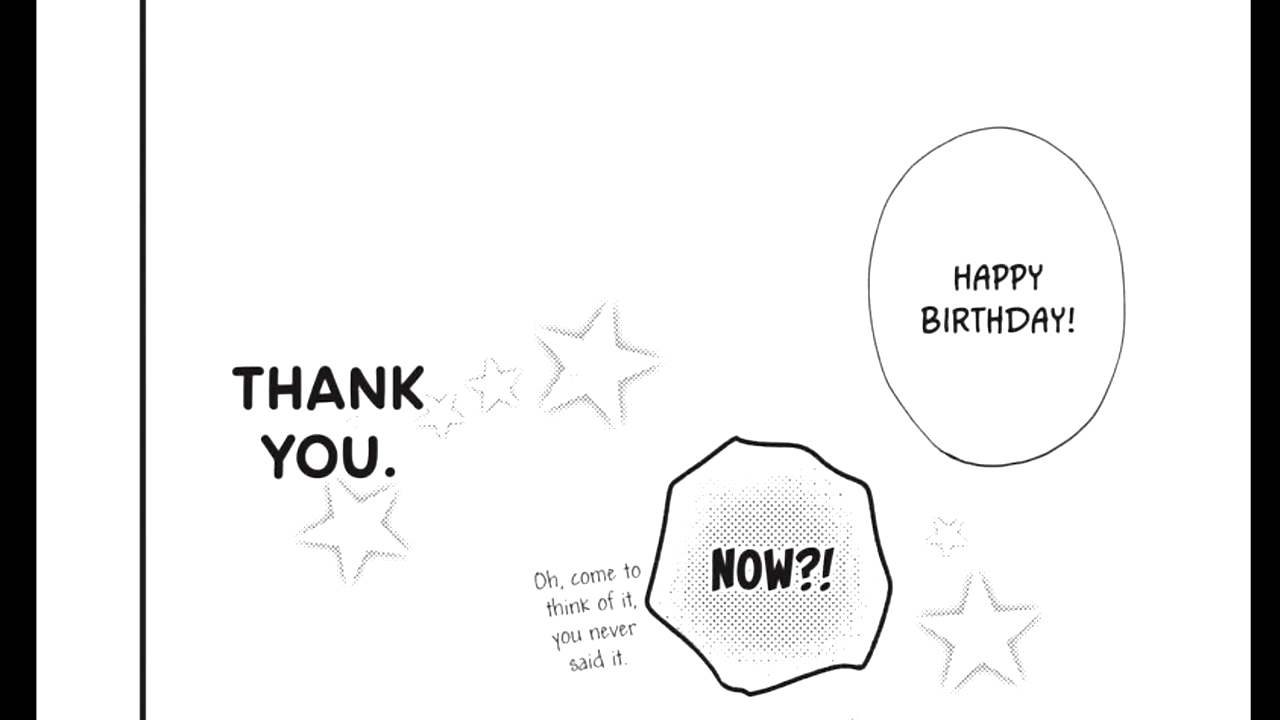 HAPPY
BIRTHDAY!
NOW?!
Oh, come to
think of it,
you never
said it.
THANK
YOU.